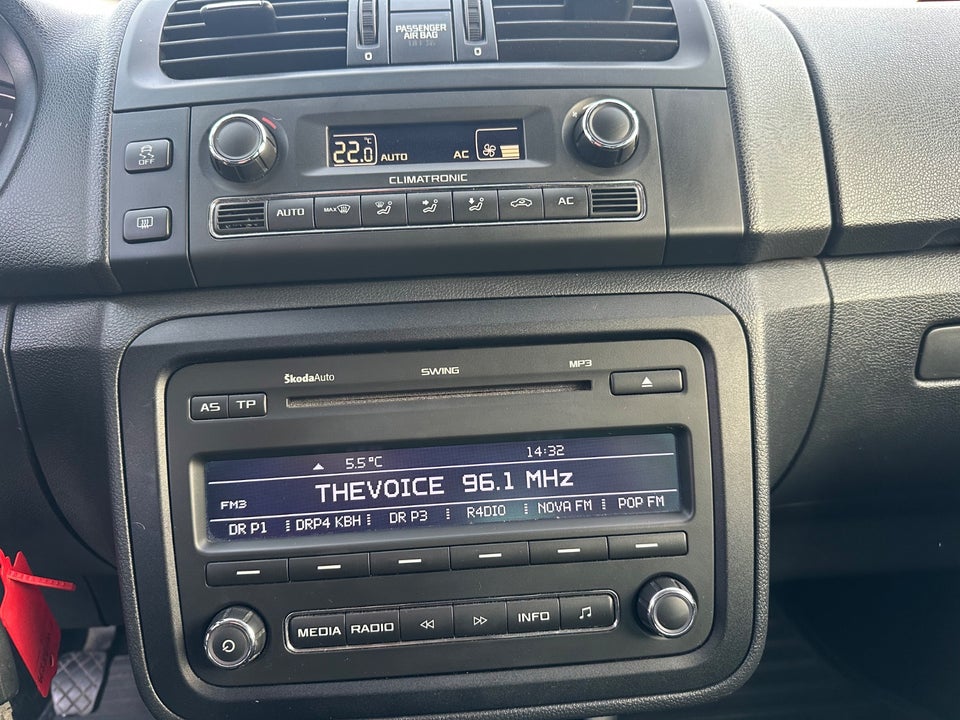 PASSENGER
AIR BAG
0 0
22.0 °C AUTO AC
CLIMATRONIC
OFF
AUTO MAX AC
ŠkodaAuto SWING MP3
AS TP
5.5°C 14:32
FM3 THEVOICE 96.1 MHz
DR P1 DRP4 KBH DR P3 R4DIO NOVA FM POP FM
MEDIA RADIO INFO